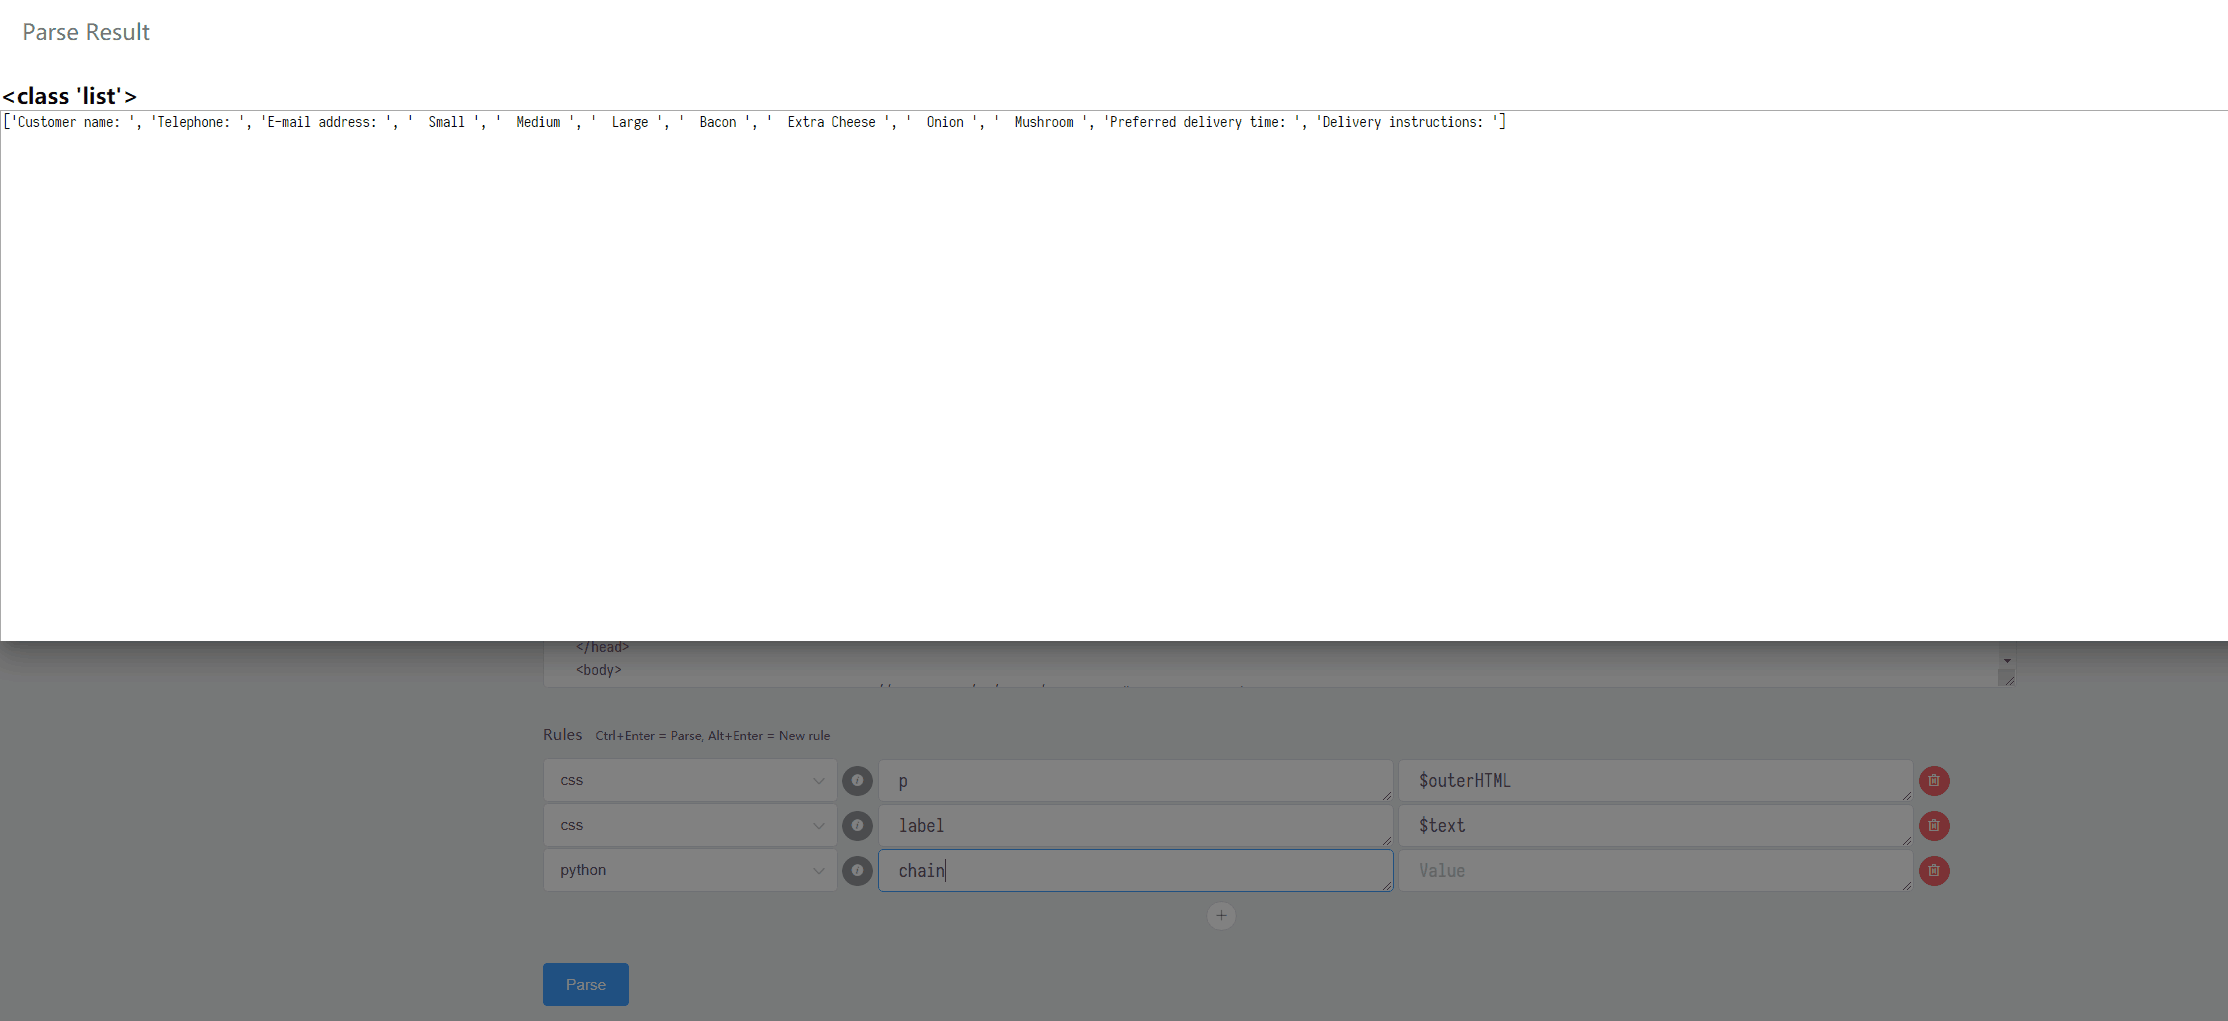 Parse Result
<class 'list'>
['Customer name: ', 'Telephone: ', 'E-mail address: ', '  Small ', '  Medium ', '  Large ', '  Bacon ', '  Extra Cheese ', '  Onion ', '  Mushroom ', 'Preferred delivery time: ', 'Delivery instructions: ']
</head>
<body>
Rules Ctrl+Enter = Parse, Alt+Enter = New rule
css p $outerHTML
css label $text
python chain Value
Parse